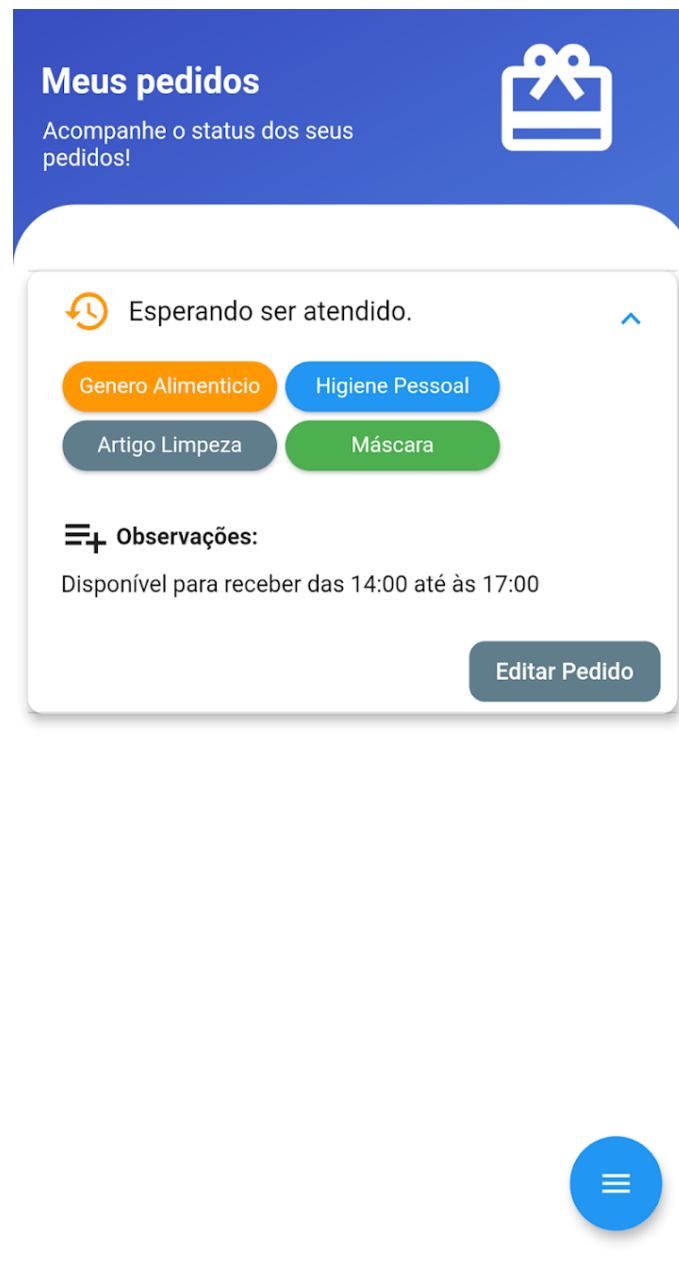 Meus pedidos
Acompanhe o status dos seus
pedidos!
Esperando ser atendido.
Genero Alimenticio
Higiene Pessoal
Artigo Limpeza
Máscara
Observações:
Disponível para receber das 14:00 até às 17:00
Editar Pedido